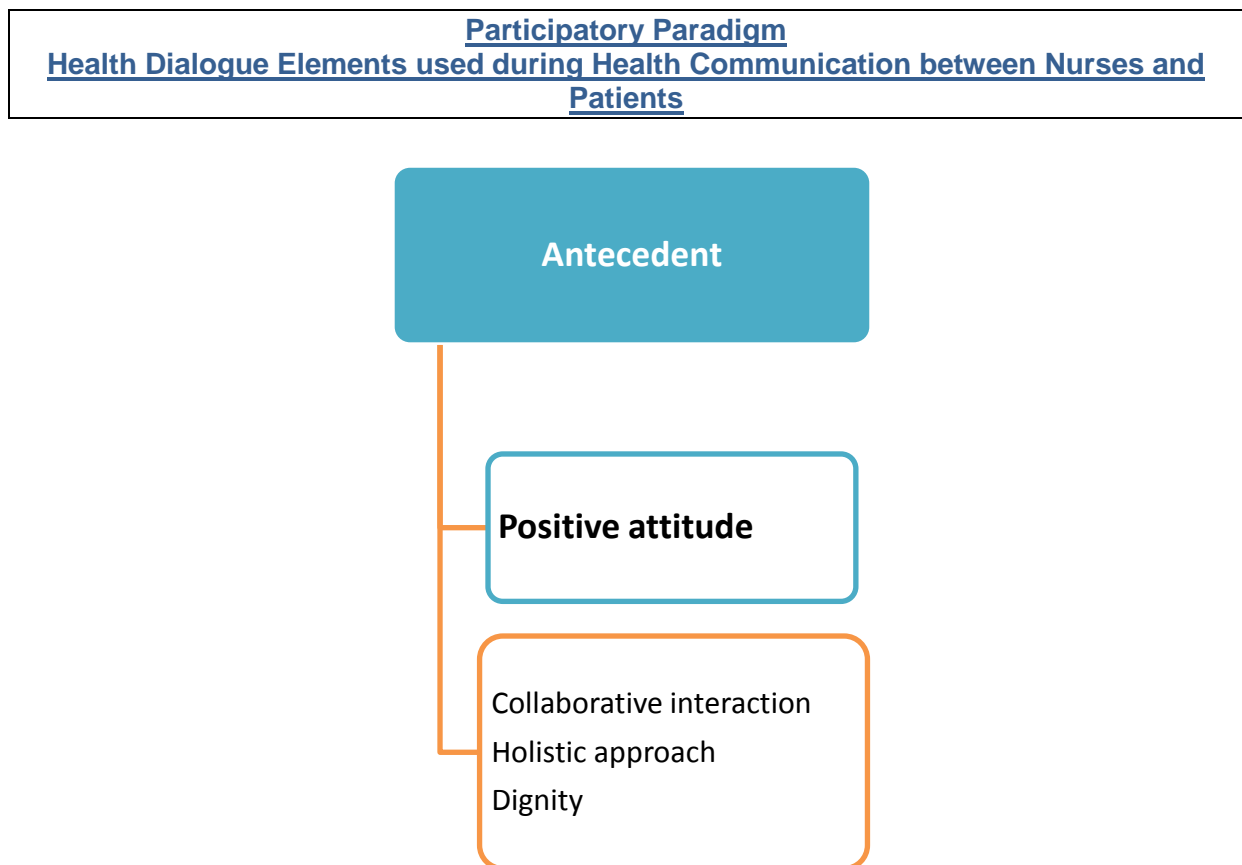 Participatory Paradigm
Health Dialogue Elements used during Health Communication between Nurses and
Patients
Antecedent
Positive attitude
Collaborative interaction
Holistic approach
Dignity